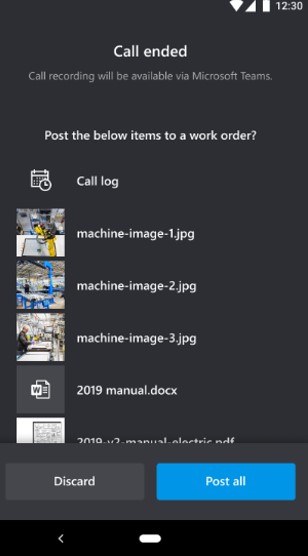 12:30
Call ended
Call recording will be available via Microsoft Teams.
Post the below items to a work order?
Call log
machine-image-1.jpg
machine-image-2.jpg
machine-image-3.jpg
2019 manual.docx
2019-v2-manual-electric.pdf
Discard
Post all